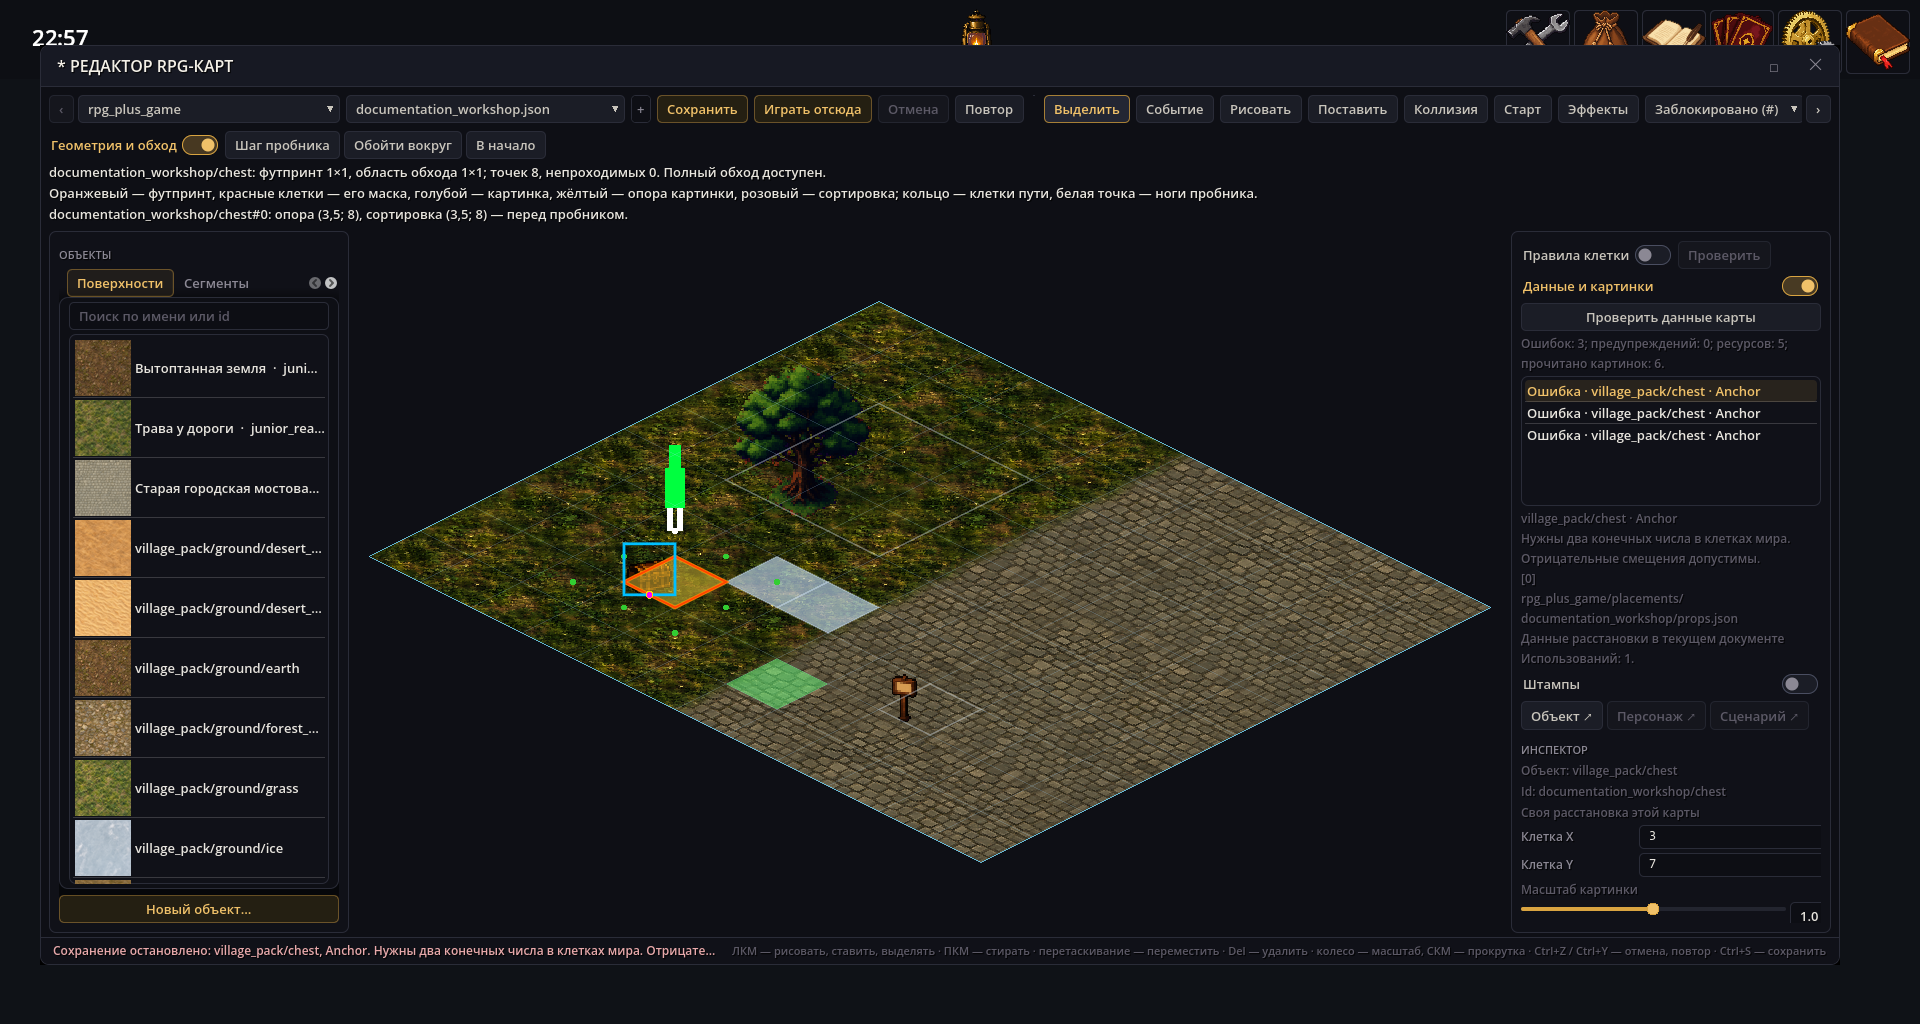 22:57
* РЕДАКТОР RPG-КАРТ
‹ rpg_plus_game ▼ documentation_workshop.json ▼ + Сохранить Играть отсюда Отмена Повтор Выделить Событие Рисовать Поставить Коллизия Старт Эффекты Заблокировано (#) ▼ ›
Геометрия и обход Шаг пробника Обойти вокруг В начало
documentation_workshop/chest: футпринт 1×1, область обхода 1×1; точек 8, непроходимых 0. Полный обход доступен.
Оранжевый — футпринт, красные клетки — его маска, голубой — картинка, жёлтый — опора картинки, розовый — сортировка; кольцо — клетки пути, белая точка — ноги пробника.
documentation_workshop/chest#0: опора (3,5; 8), сортировка (3,5; 8) — перед пробником.
ОБЪЕКТЫ
Поверхности Сегменты
Поиск по имени или id
Вытоптанная земля · juni...
Трава у дороги · junior_rea...
Старая городская мостова...
village_pack/ground/desert_...
village_pack/ground/desert_...
village_pack/ground/earth
village_pack/ground/forest_...
village_pack/ground/grass
village_pack/ground/ice
Новый объект...
Правила клетки Проверить
Данные и картинки
Проверить данные карты
Ошибок: 3; предупреждений: 0; ресурсов: 5;
прочитано картинок: 6.
Ошибка · village_pack/chest · Anchor
Ошибка · village_pack/chest · Anchor
Ошибка · village_pack/chest · Anchor
village_pack/chest · Anchor
Нужны два конечных числа в клетках мира.
Отрицательные смещения допустимы.
[0]
rpg_plus_game/placements/
documentation_workshop/props.json
Данные расстановки в текущем документе
Использований: 1.
Штампы
Объект ↗ Персонаж ↗ Сценарий ↗
ИНСПЕКТОР
Объект: village_pack/chest
Id: documentation_workshop/chest
Своя расстановка этой карты
Клетка X 3
Клетка Y 7
Масштаб картинки
1.0
Сохранение остановлено: village_pack/chest, Anchor. Нужны два конечных числа в клетках мира. Отрицате...
ЛКМ — рисовать, ставить, выделять · ПКМ — стирать · перетаскивание — переместить · Del — удалить · колесо — масштаб, СКМ — прокрутка · Ctrl+Z / Ctrl+Y — отмена, повтор · Ctrl+S — сохранить